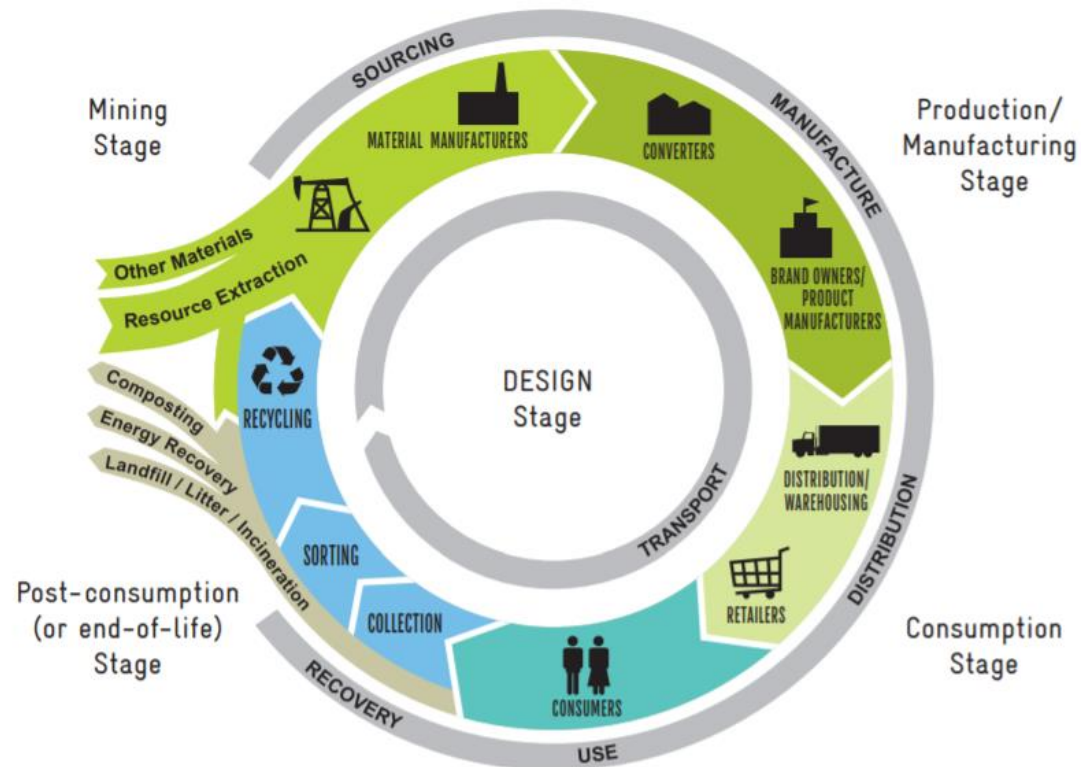 SOURCING
Mining
Stage
MATERIAL MANUFACTURERS
CONVERTERS
MANUFACTURE
Production/
Manufacturing
Stage
Other Materials
Resource Extraction
BRAND OWNERS/
PRODUCT
MANUFACTURERS
Composting
Energy Recovery
Landfill / Litter / Incineration
RECYCLING
DESIGN
Stage
TRANSPORT
DISTRIBUTION/
WAREHOUSING
DISTRIBUTION
SORTING
COLLECTION
RETAILERS
Post-consumption
(or end-of-life)
Stage
Consumption
Stage
RECOVERY
CONSUMERS
USE